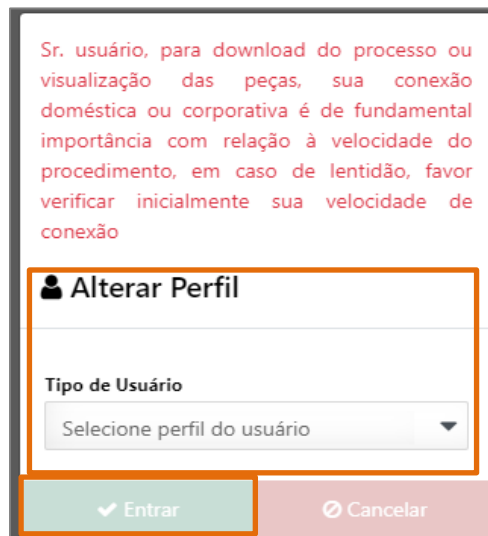 Sr. usuário, para download do processo ou
visualização das peças, sua conexão
doméstica ou corporativa é de fundamental
importância com relação à velocidade do
procedimento, em caso de lentidão, favor
verificar inicialmente sua velocidade de
conexão
Alterar Perfil
Tipo de Usuário
Selecione perfil do usuário
Entrar
Cancelar